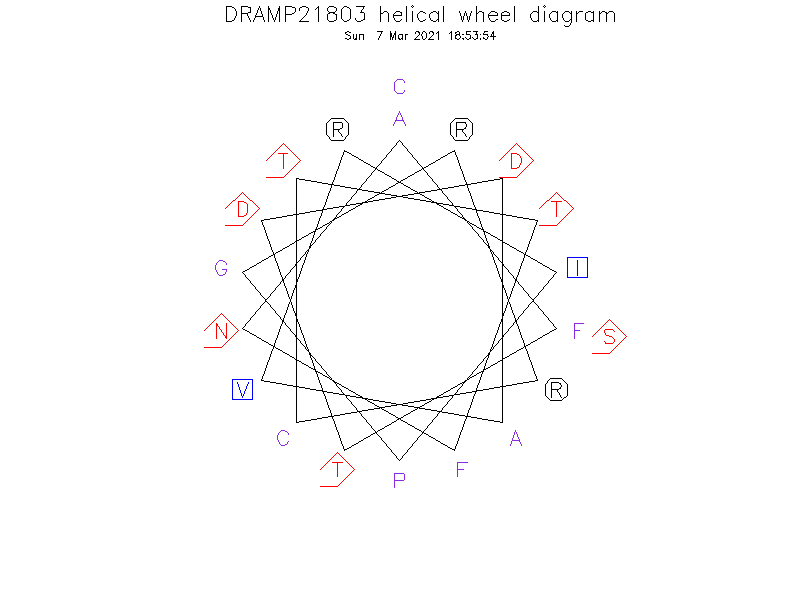 DRAMP21803 helical wheel diagram
Sun 7 Mar 2021 18:53:54
C
A
R R
T D
D T
G I
N F S
V R
C A
T F
P